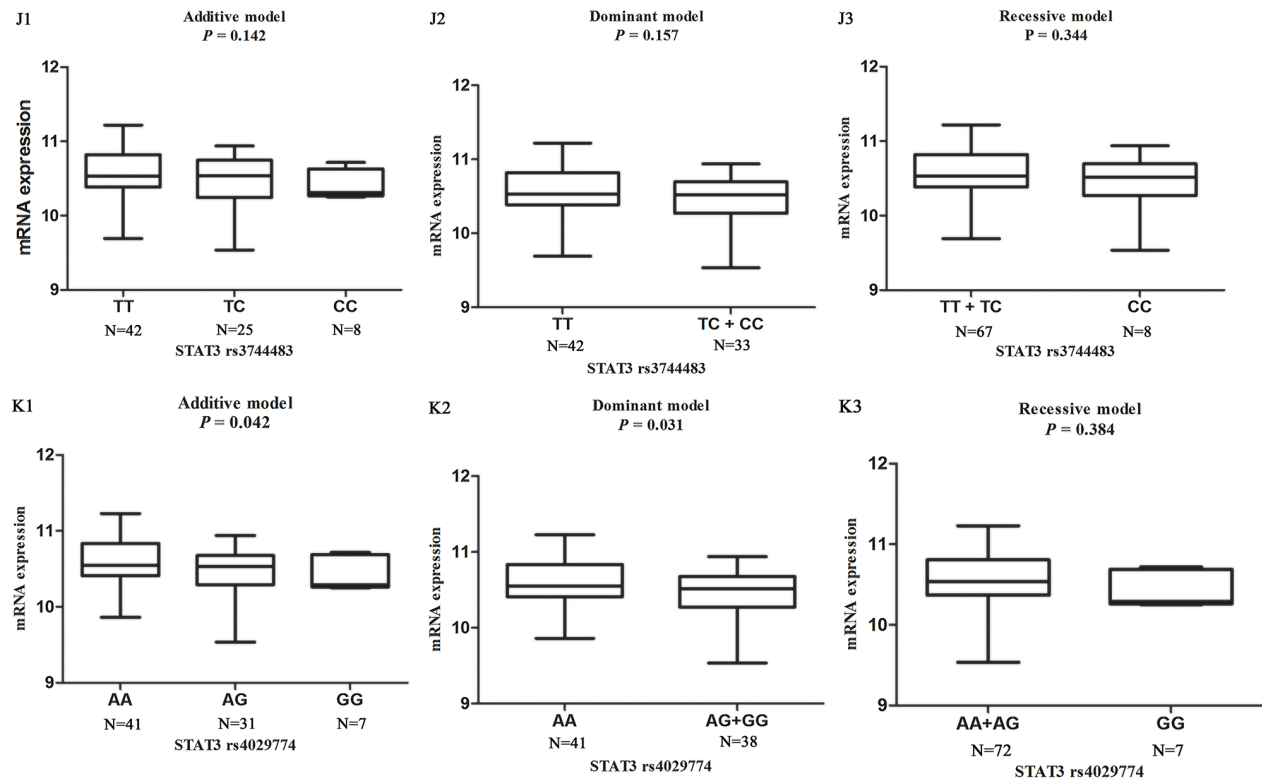 J1
Additive model
P = 0.142
mRNA expression
12
11
10
9
TT TC CC
N=42 N=25 N=8
STAT3 rs3744483
J2
Dominant model
P = 0.157
mRNA expression
12
11
10
9
TT TC + CC
N=42 N=33
STAT3 rs3744483
J3
Recessive model
P = 0.344
mRNA expression
12
11
10
9
TT + TC CC
N=67 N=8
STAT3 rs3744483
K1
Additive model
P = 0.042
mRNA expression
12
11
10
9
AA AG GG
N=41 N=31 N=7
STAT3 rs4029774
K2
Dominant model
P = 0.031
mRNA expression
12
11
10
9
AA AG+GG
N=41 N=38
STAT3 rs4029774
K3
Recessive model
P = 0.384
mRNA expression
12
11
10
9
AA+AG GG
N=72 N=7
STAT3 rs4029774